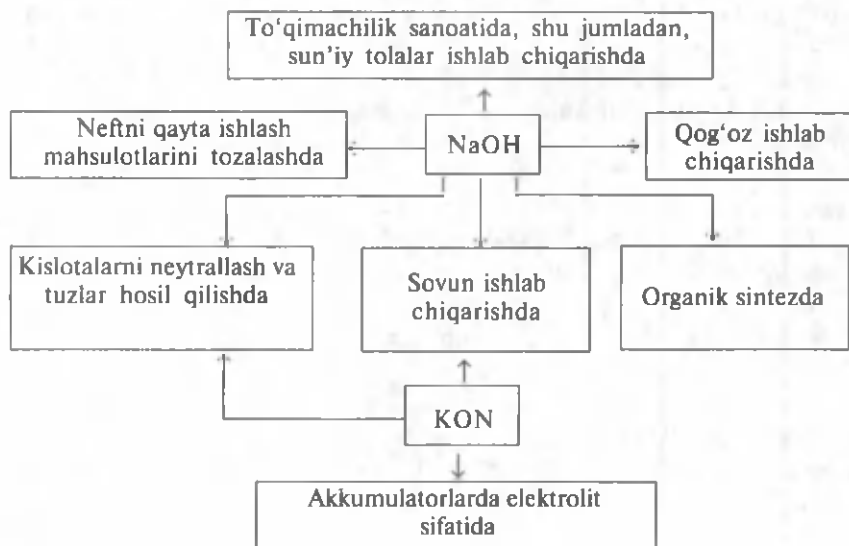 To‘qimachilik sanoatida, shu jumladan,
sun’iy tolalar ishlab chiqarishda
Neftni qayta ishlash
mahsulotlarini tozalashda
NaOH
Qog‘oz ishlab
chiqarishda
Kislotalarni neytrallash va
tuzlar hosil qilishda
Sovun ishlab
chiqarishda
Organik sintezda
KON
Akkumulatorlarda elektrolit
sifatida